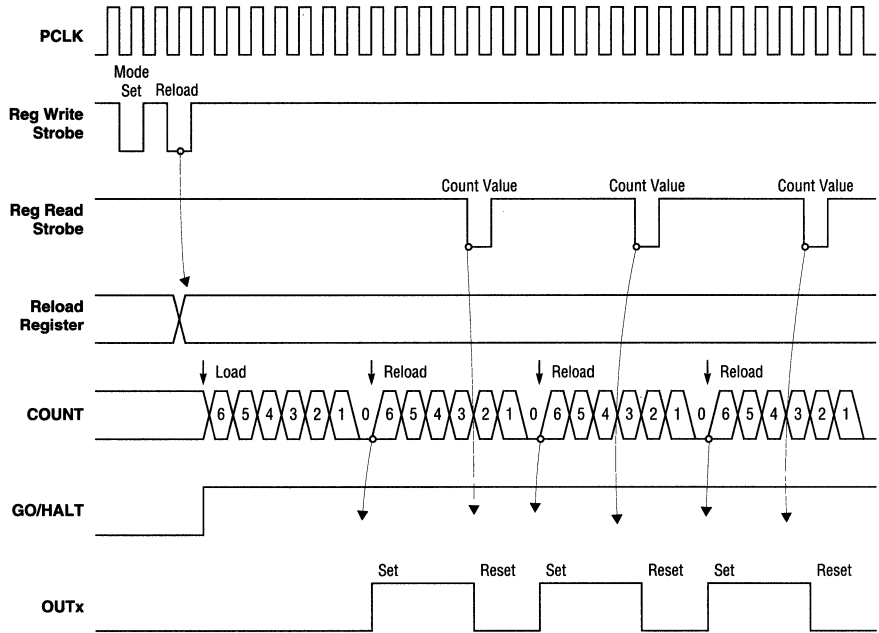 PCLK
Mode
Set Reload
Reg Write
Strobe
Count Value Count Value Count Value
Reg Read
Strobe
Reload
Register
Load Reload Reload Reload
COUNT 6 5 4 3 2 1 0 6 5 4 3 2 1 0 6 5 4 3 2 1 0 6 5 4 3 2 1
GO/HALT
Set Reset Set Reset Set Reset
OUTx